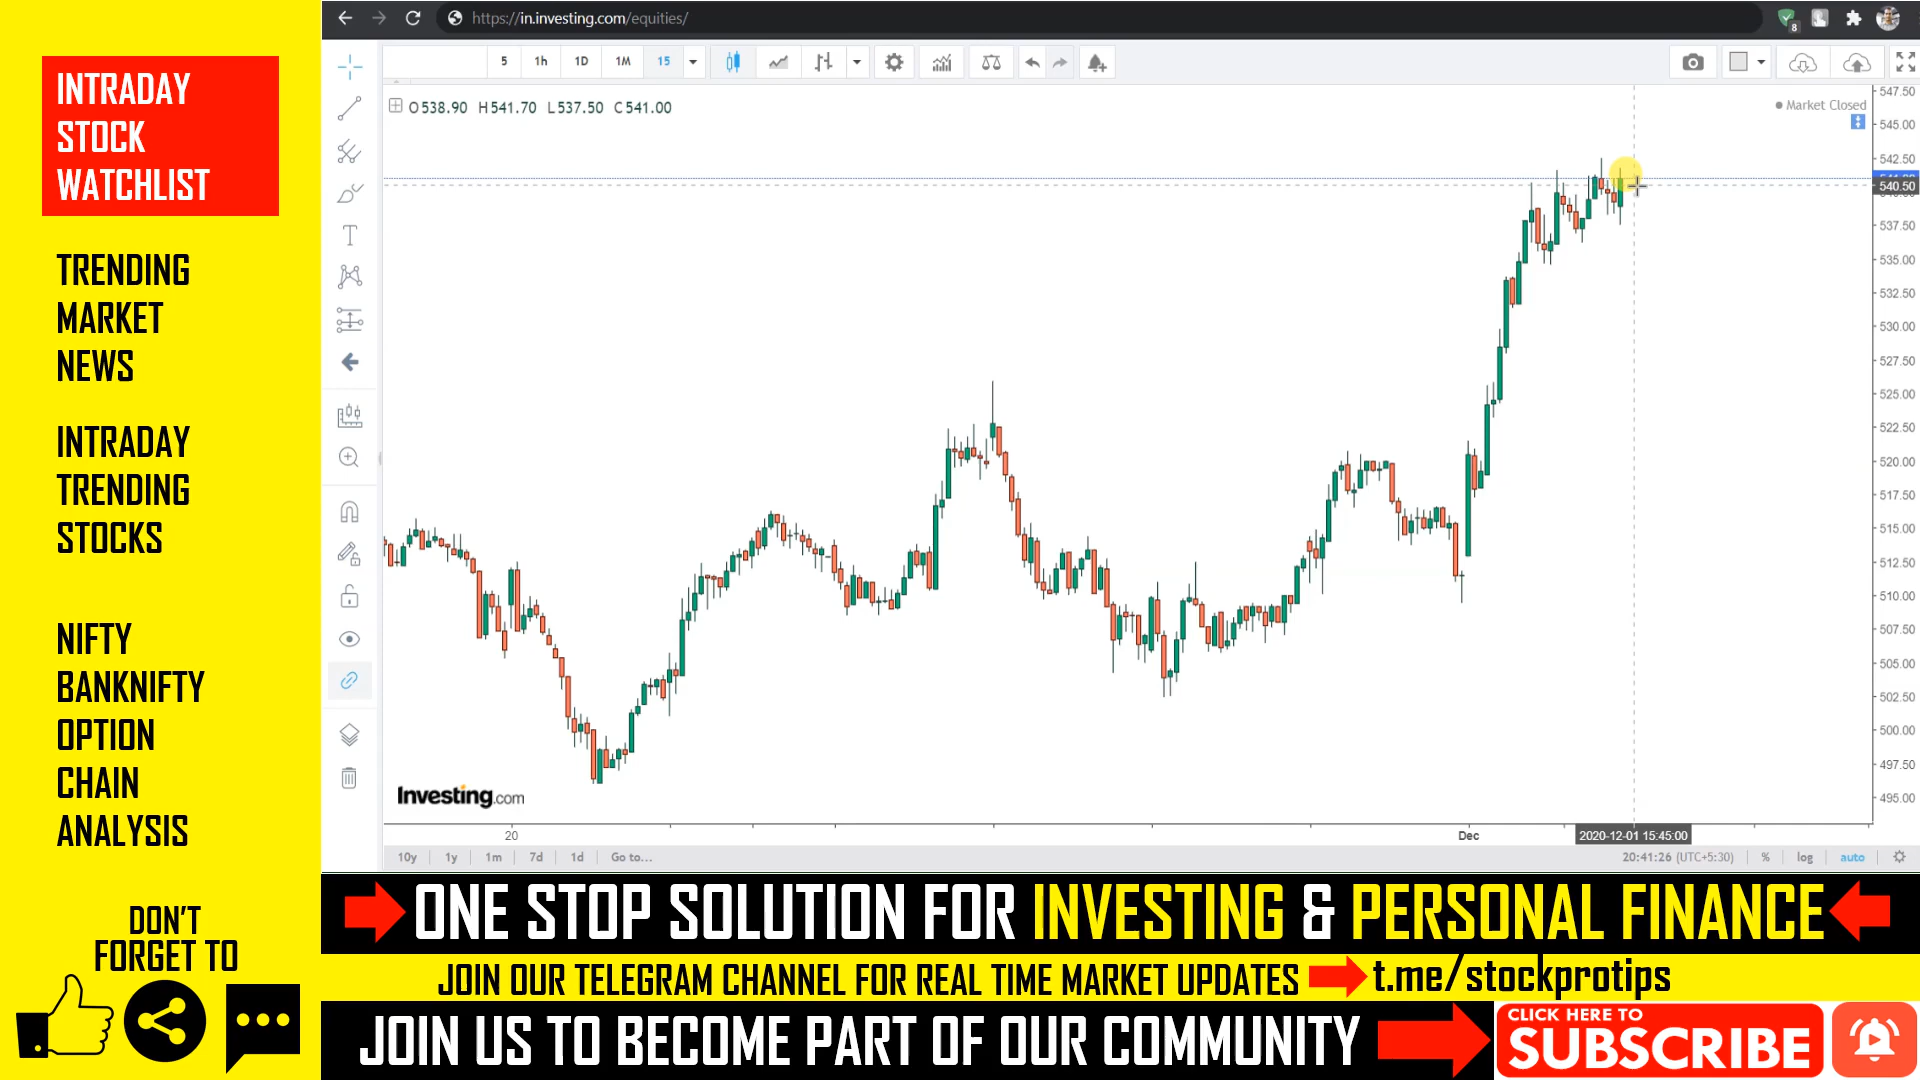 INTRADAY
STOCK
WATCHLIST
TRENDING
MARKET
NEWS
INTRADAY
TRENDING
STOCKS
NIFTY
BANKNIFTY
OPTION
CHAIN
ANALYSIS
DON'T
FORGET TO
https://in.investing.com/equities/
8
5 1h 1D 1M 15
O538.90 H541.70 L537.50 C541.00
Market Closed
547.50
545.00
542.50
540.50
537.50
535.00
532.50
530.00
527.50
525.00
522.50
520.00
517.50
515.00
512.50
510.00
507.50
505.00
502.50
500.00
497.50
495.00
Investing.com
20 Dec 2020-12-01 15:45:00
10y 1y 1m 7d 1d Go to... 20:41:26 (UTC+5:30) % log auto
ONE STOP SOLUTION FOR INVESTING & PERSONAL FINANCE
JOIN OUR TELEGRAM CHANNEL FOR REAL TIME MARKET UPDATES t.me/stockprotips
JOIN US TO BECOME PART OF OUR COMMUNITY
CLICK HERE TO
SUBSCRIBE